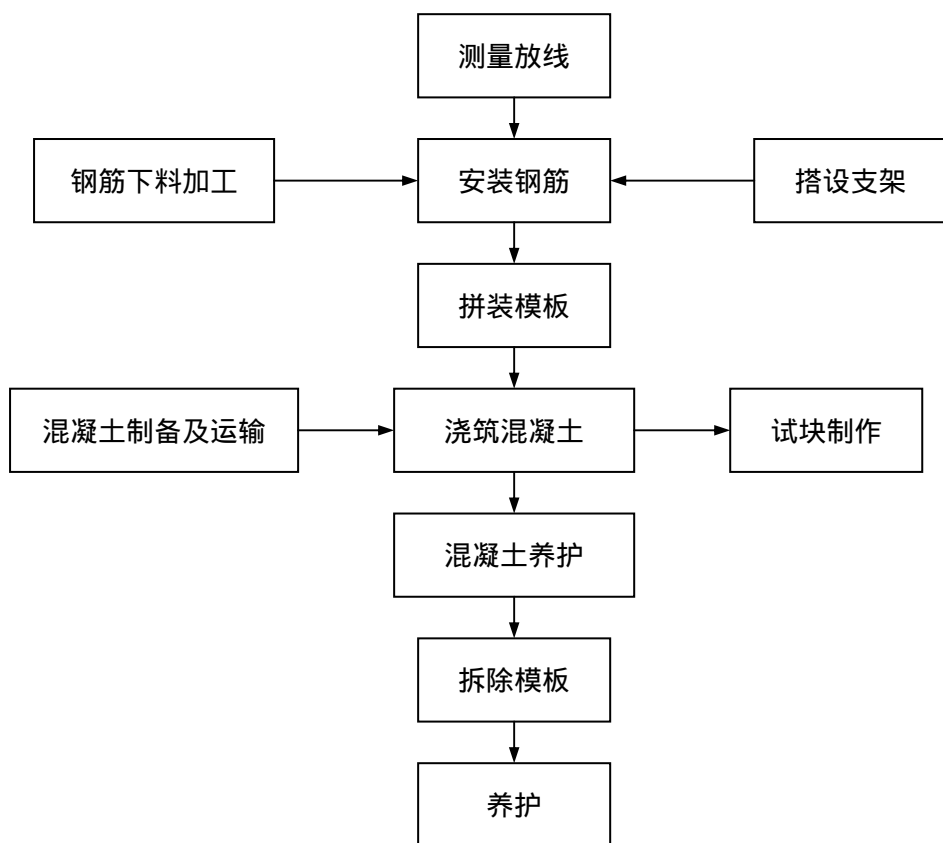 测量放线
钢筋下料加工
安装钢筋
搭设支架
拼装模板
混凝土制备及运输
浇筑混凝土
试块制作
混凝土养护
拆除模板
养护